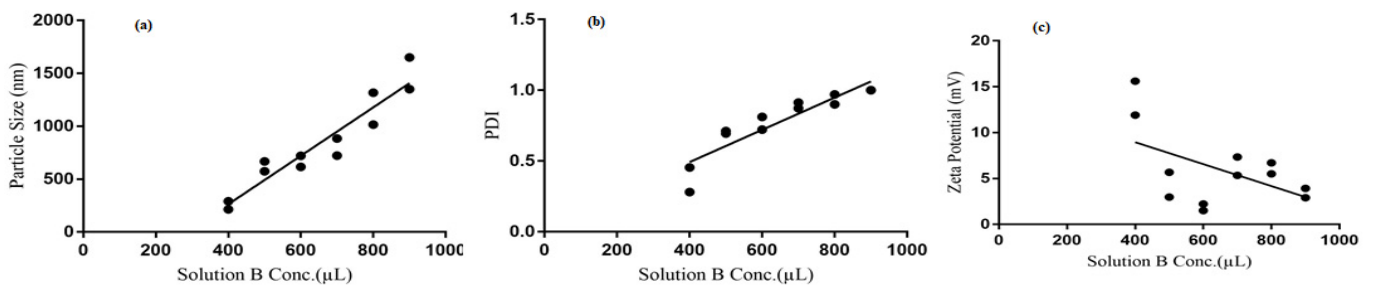 (a)
Particle Size (nm)
2000
1500
1000
500
0
0 200 400 600 800 1000
Solution B Conc.(µL)
(b)
PDI
1.5
1.0
0.5
0.0
0 200 400 600 800 1000
Solution B Conc.(µL)
(c)
Zeta Potential (mV)
20
15
10
5
0
0 200 400 600 800 1000
Solution B Conc.(µL)